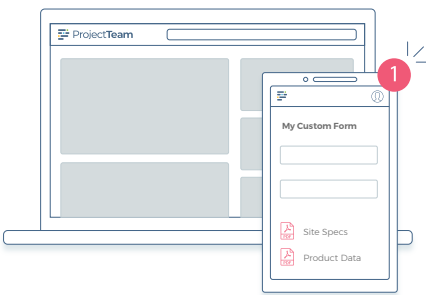 ProjectTeam
1
My Custom Form
PDF
Site Specs
PDF
Product Data